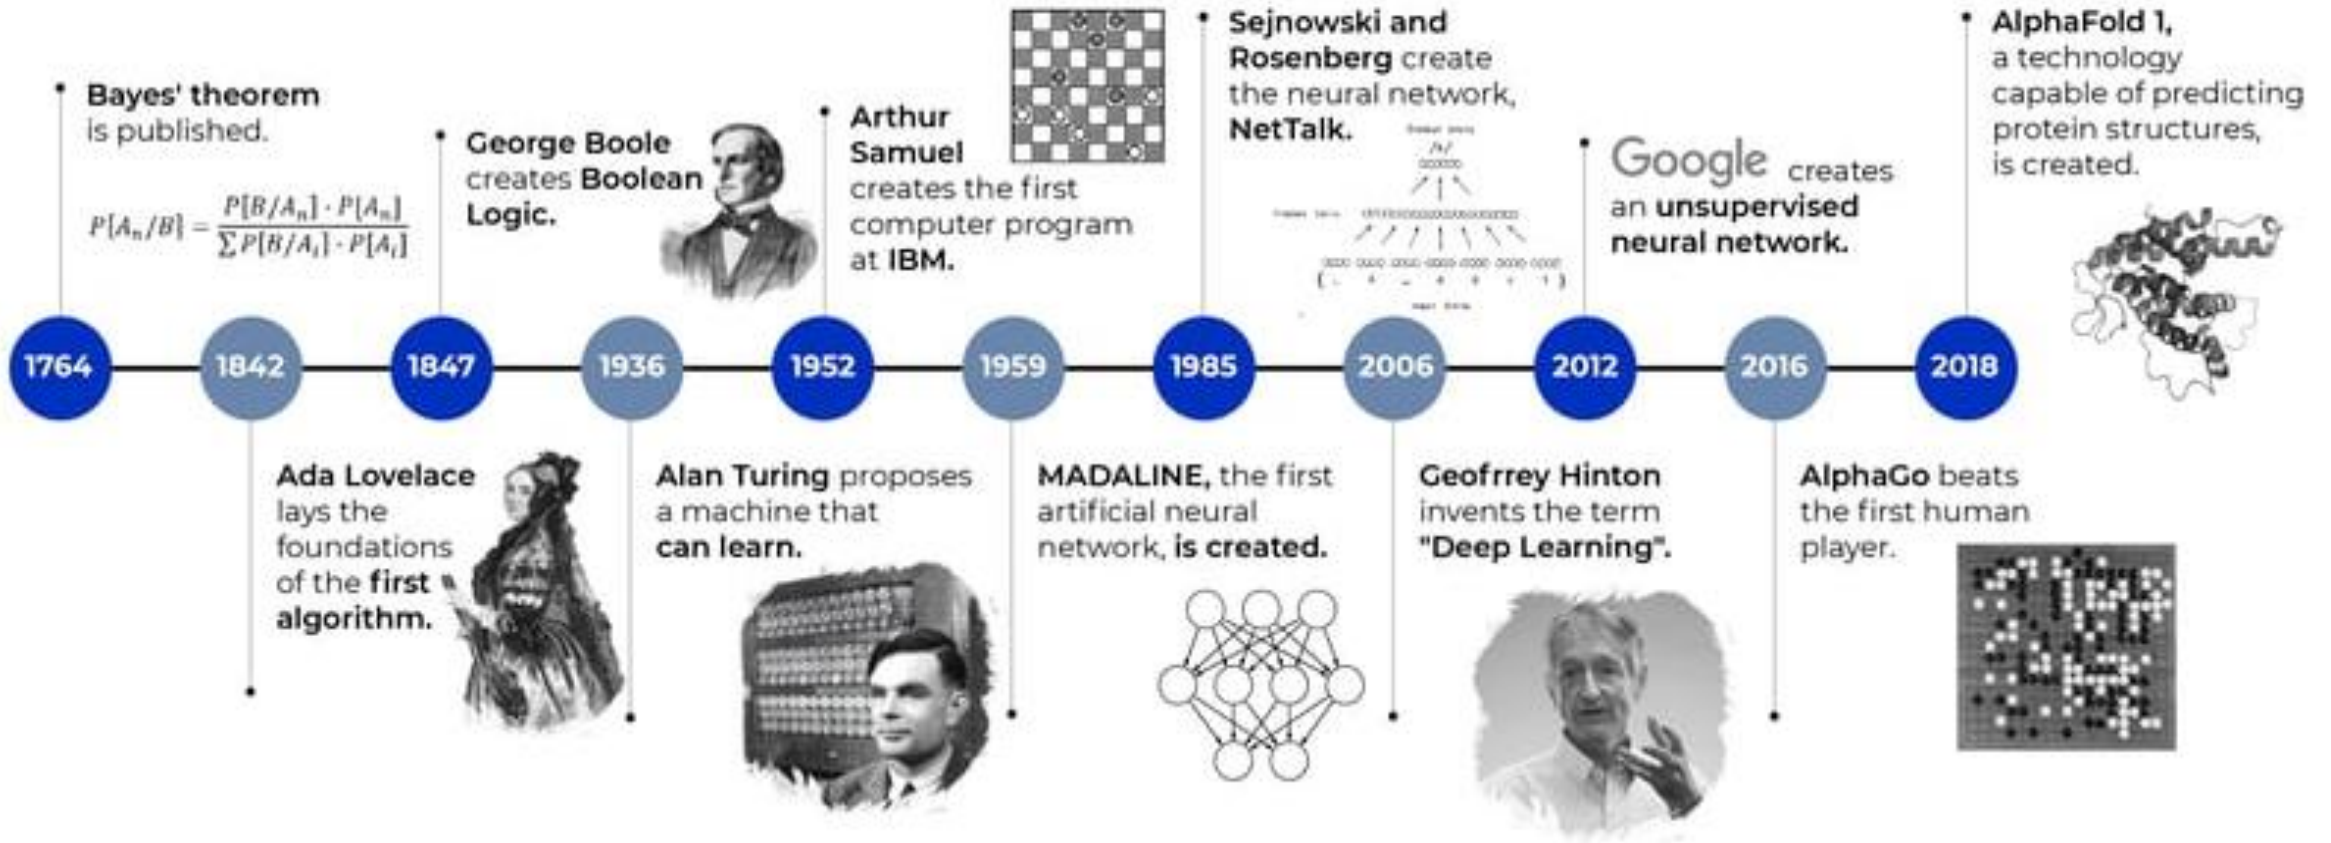 Bayes' theorem
is published.
P[Aₙ/B] = P[B/Aₙ] · P[Aₙ]
∑ P[B/Aᵢ] · P[Aᵢ]
George Boole
creates Boolean
Logic.
Arthur
Samuel
creates the first
computer program
at IBM.
Sejnowski and
Rosenberg create
the neural network,
NetTalk.
/k/
Google creates
an unsupervised
neural network.
AlphaFold 1,
a technology
capable of predicting
protein structures,
is created.
1764 1842 1847 1936 1952 1959 1985 2006 2012 2016 2018
Ada Lovelace
lays the
foundations
of the first
algorithm.
Alan Turing proposes
a machine that
can learn.
MADALINE, the first
artificial neural
network, is created.
Geofrrey Hinton
invents the term
"Deep Learning".
AlphaGo beats
the first human
player.